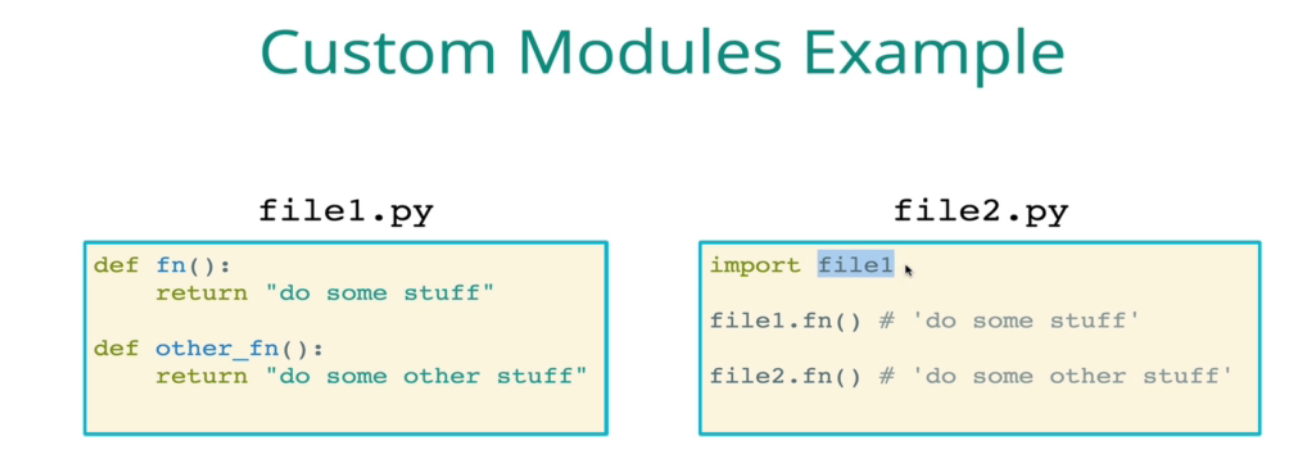 Custom Modules Example
file1.py
def fn():
    return "do some stuff"
def other_fn():
    return "do some other stuff"
file2.py
import file1
file1.fn() # 'do some stuff'
file2.fn() # 'do some other stuff'